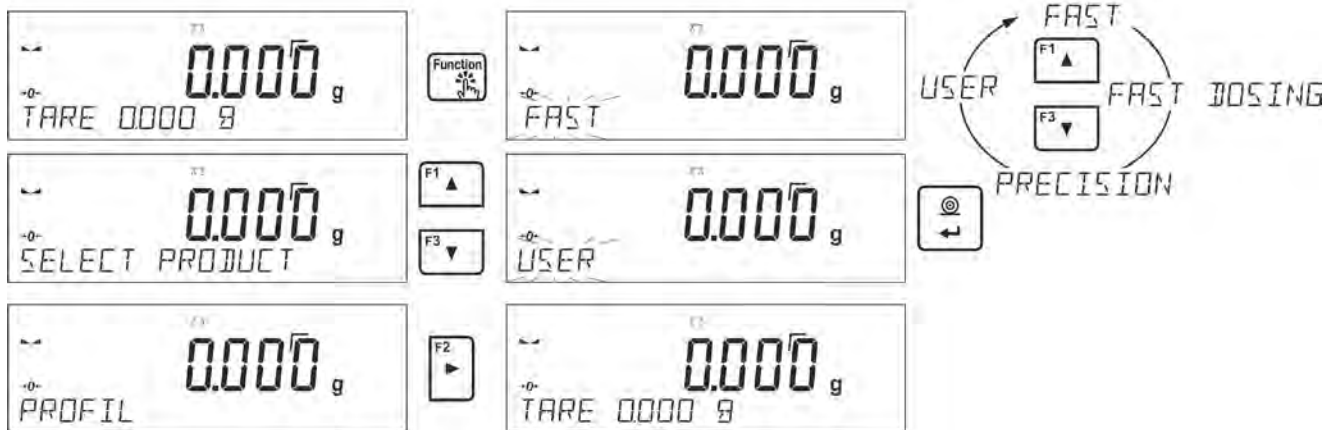 0.000 g
TARE 0.000 g
Function
0.000 g
FAST
FAST
F1
USER
FAST DOSING
F3
PRECISION
0.000 g
SELECT PRODUCT
F1
F3
0.000 g
USER
0.000 g
PROFIL
F2
0.000 g
TARE 0.000 g